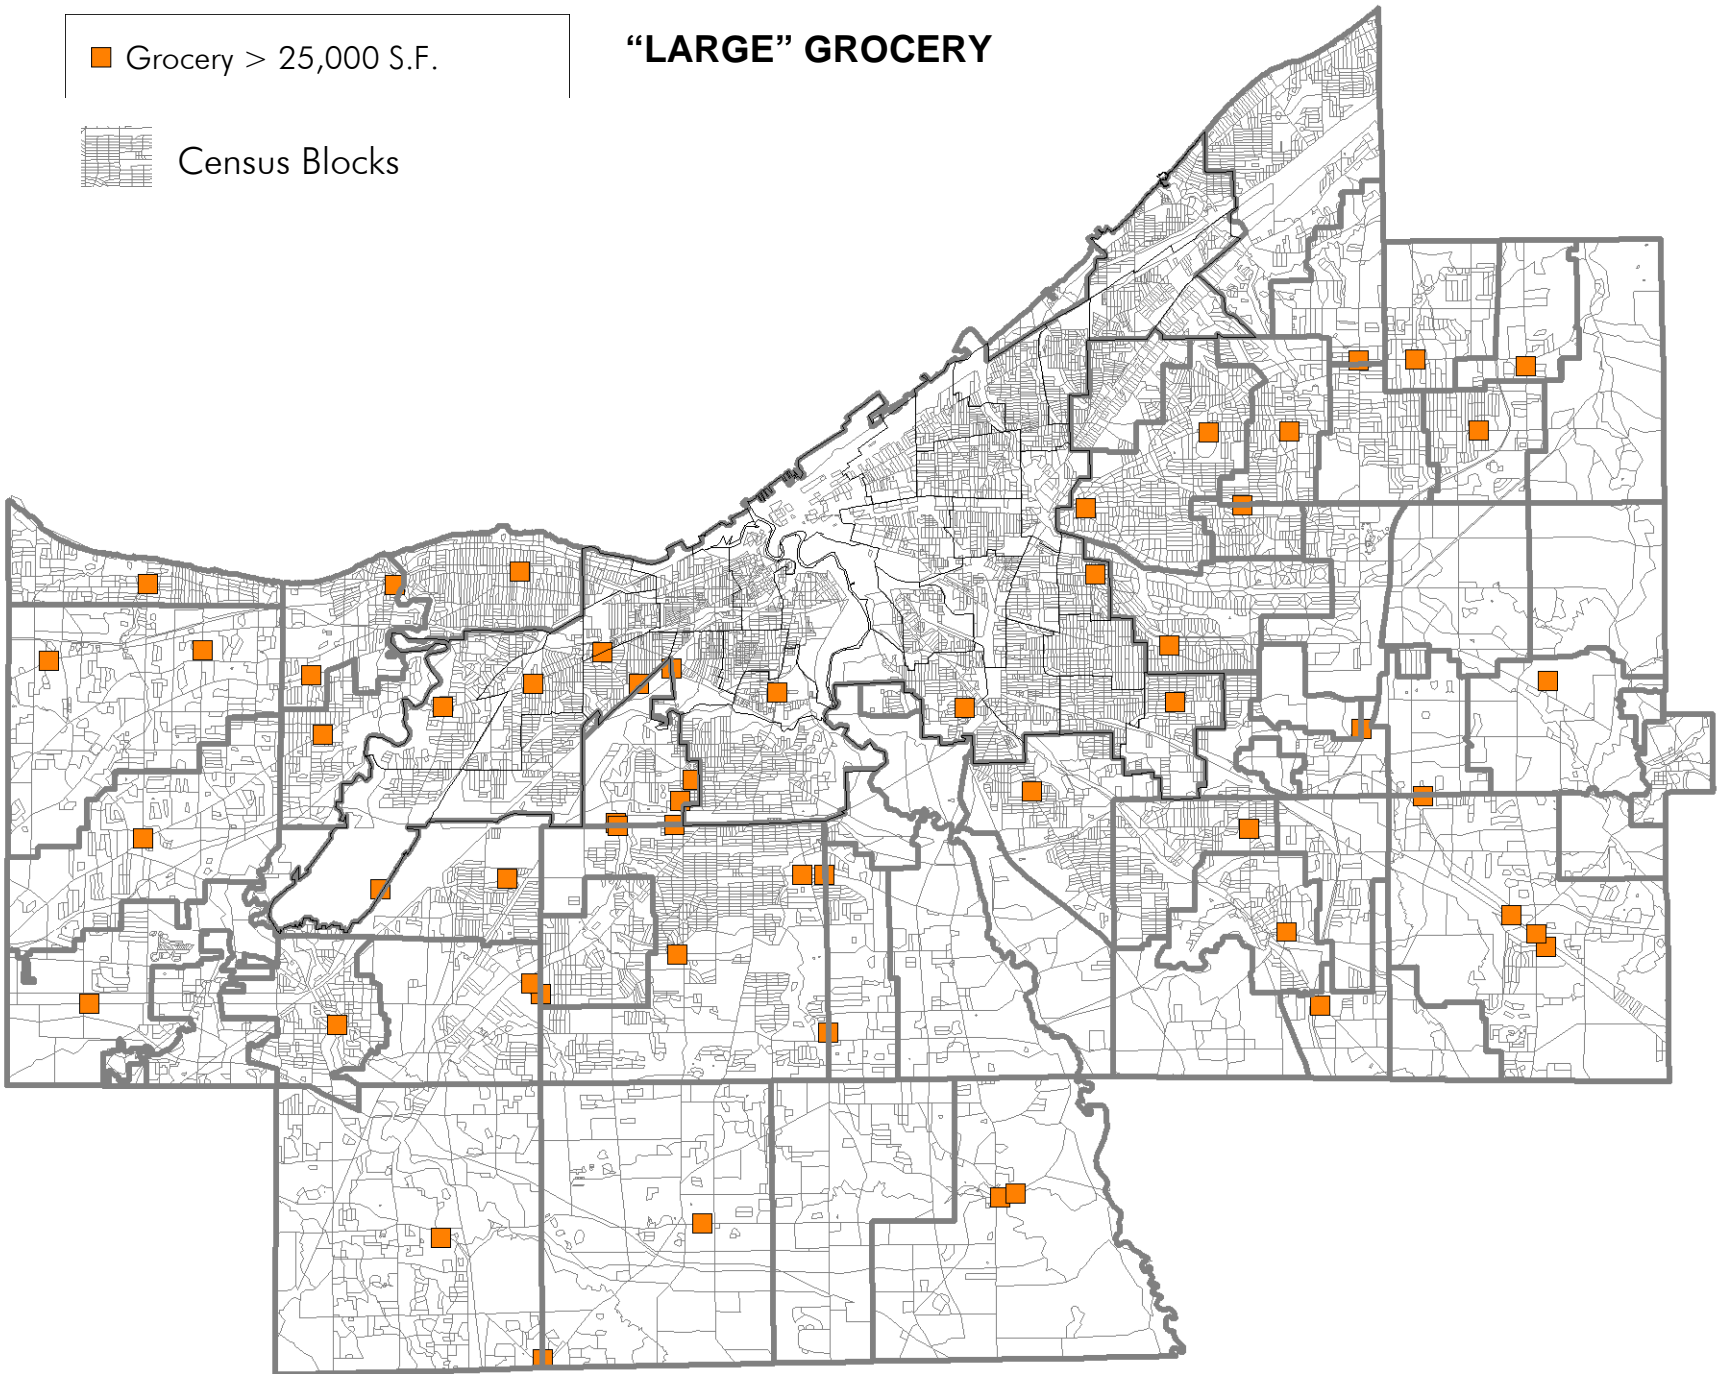 Grocery > 25,000 S.F.
“LARGE” GROCERY
Census Blocks